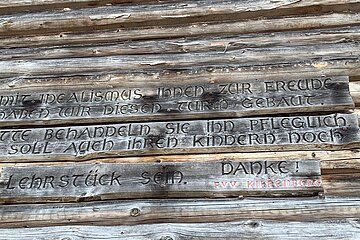 MIT IDEALISMUS IHNEN ZUR FREUDE
HABEN WIR DIESEN TURM GEBAUT.
TTE BEHANDELN SIE IHN PFLEGLICH
SOLL AUCH IHREN KINDERN NOCH
LEHRSTÜCK SEIN. DANKE!